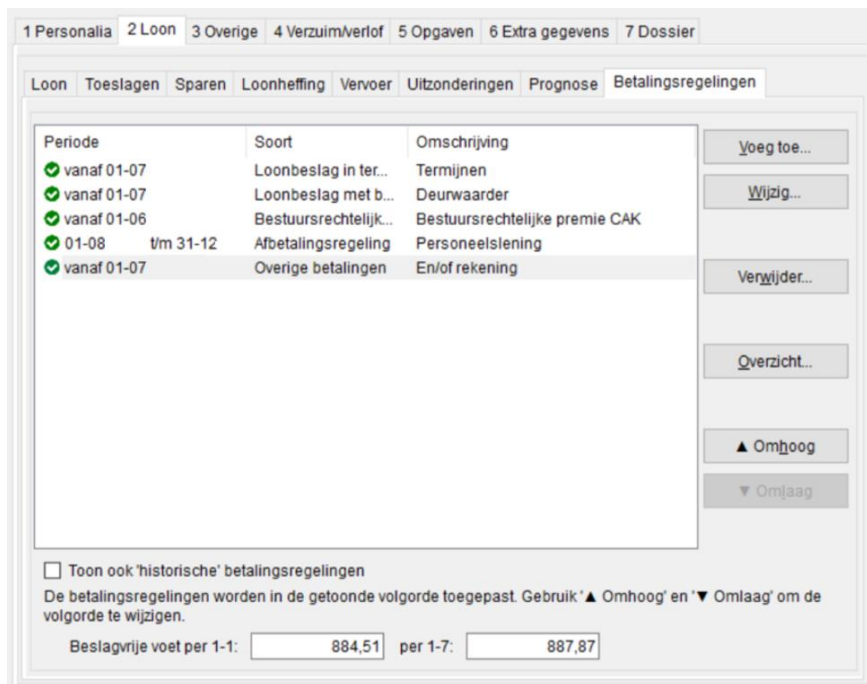 1 Personalia 2 Loon 3 Overige 4 Verzuim/verlof 5 Opgaven 6 Extra gegevens 7 Dossier
Loon Toeslagen Sparen Loonheffing Vervoer Uitzonderingen Prognose Betalingsregelingen
Periode Soort Omschrijving
vanaf 01-07 Loonbeslag in ter... Termijnen
vanaf 01-07 Loonbeslag met b... Deurwaarder
vanaf 01-06 Bestuursrechtelijk... Bestuursrechtelijke premie CAK
01-08 t/m 31-12 Afbetalingsregeling Personeelslening
vanaf 01-07 Overige betalingen En/of rekening
Voeg toe...
Wijzig...
Verwijder...
Overzicht...
▲ Omhoog
▼ Omlaag
Toon ook 'historische' betalingsregelingen
De betalingsregelingen worden in de getoonde volgorde toegepast. Gebruik '▲ Omhoog' en '▼ Omlaag' om de
volgorde te wijzigen.
Beslagvrije voet per 1-1: 884,51 per 1-7: 887,87